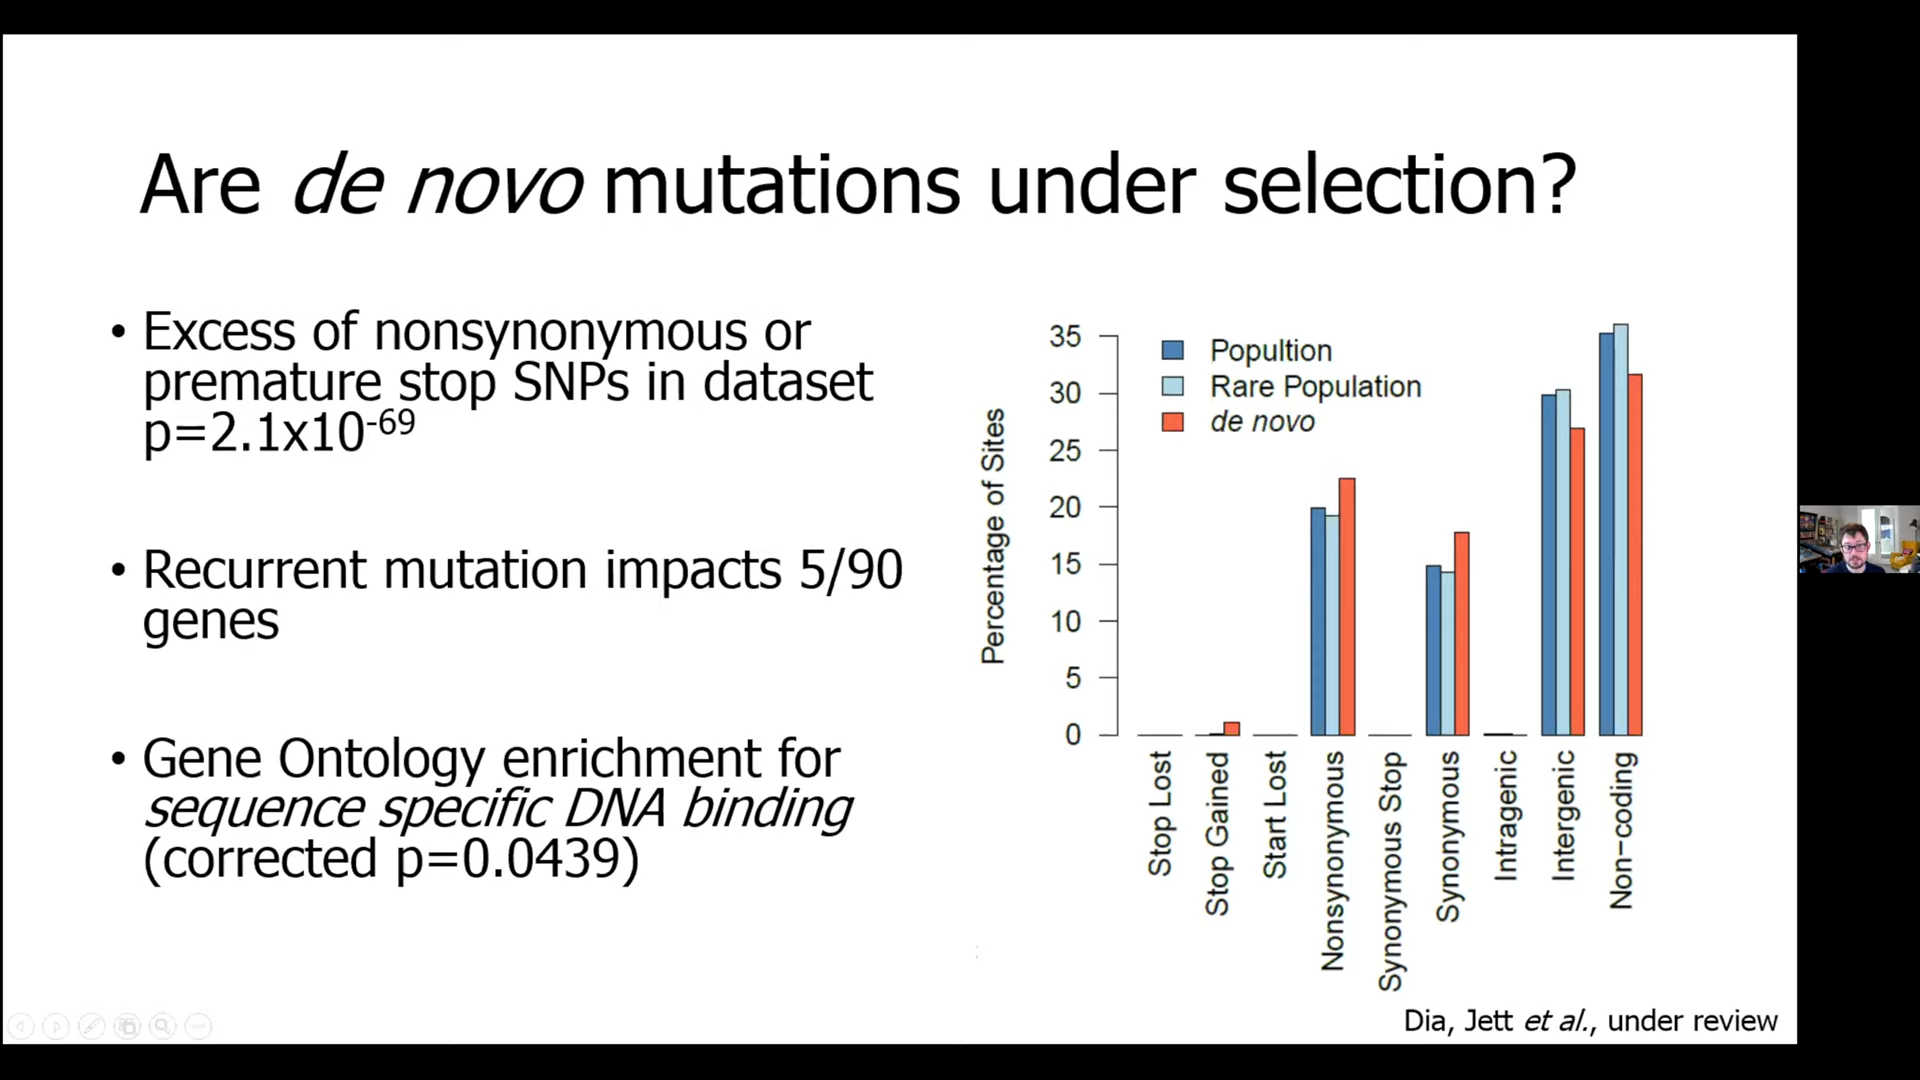 Are de novo mutations under selection?
• Excess of nonsynonymous or
premature stop SNPs in dataset
p=2.1x10-69
• Recurrent mutation impacts 5/90
genes
• Gene Ontology enrichment for
sequence specific DNA binding
(corrected p=0.0439)
Popultion
Rare Population
de novo
Percentage of Sites
35
30
25
20
15
10
5
0
Stop Lost
Stop Gained
Start Lost
Nonsynonymous
Synonymous Stop
Synonymous
Intragenic
Intergenic
Non−coding
Dia, Jett et al., under review